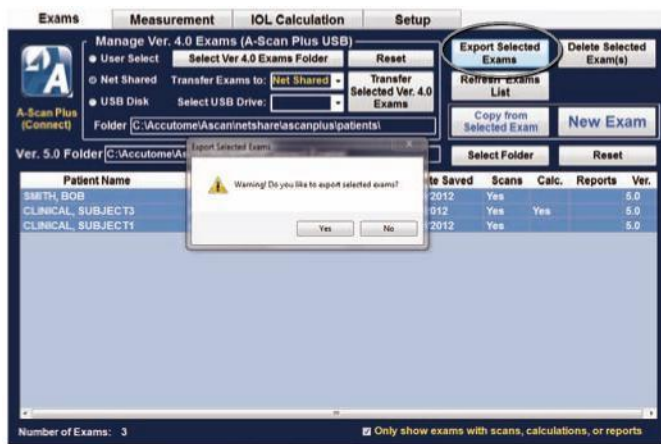 Exams Measurement IOL Calculation Setup
Manage Ver. 4.0 Exams (A-Scan Plus USB)
User Select Select Ver 4.0 Exams Folder Reset
Net Shared Transfer Exams to: Net Shared Transfer Selected Ver. 4.0 Exams
USB Disk Select USB Drive:
Folder C:\Accutome\Ascan\netshare\ascanplus\patients\
A-Scan Plus
(Connect)
Export Selected Exams
Delete Selected Exam(s)
Refresh Exams List
Copy from Selected Exam
New Exam
Ver. 5.0 Folder C:\Accutome\As
Select Folder Reset
Export Selected Exams
Warning! Do you like to export selected exams?
Yes No
Patient Name te Saved Scans Calc. Reports Ver.
SMITH, BOB 2012 Yes 5.0
CLINICAL, SUBJECT3 2012 Yes Yes 5.0
CLINICAL, SUBJECT1 2012 Yes 5.0
Number of Exams: 3
Only show exams with scans, calculations, or reports